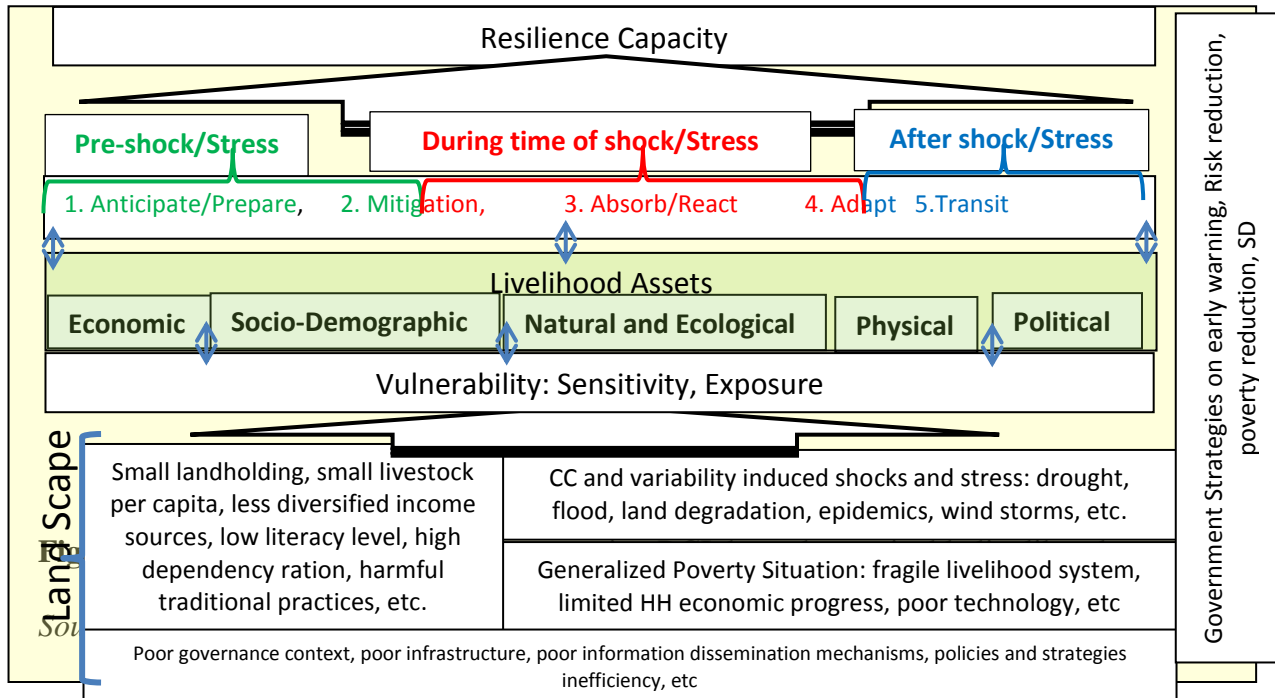 Resilience Capacity
Pre-shock/Stress
During time of shock/Stress
After shock/Stress
1. Anticipate/Prepare, 2. Mitigation, 3. Absorb/React 4. Adapt 5.Transit
Livelihood Assets
Economic
Socio-Demographic
Natural and Ecological
Physical
Political
Vulnerability: Sensitivity, Exposure
Land Scape
Small landholding, small livestock
per capita, less diversified income
sources, low literacy level, high
dependency ration, harmful
traditional practices, etc.
CC and variability induced shocks and stress: drought,
flood, land degradation, epidemics, wind storms, etc.
Generalized Poverty Situation: fragile livelihood system,
limited HH economic progress, poor technology, etc
Poor governance context, poor infrastructure, poor information dissemination mechanisms, policies and strategies
inefficiency, etc
Government Strategies on early warning, Risk reduction,
poverty reduction, SD